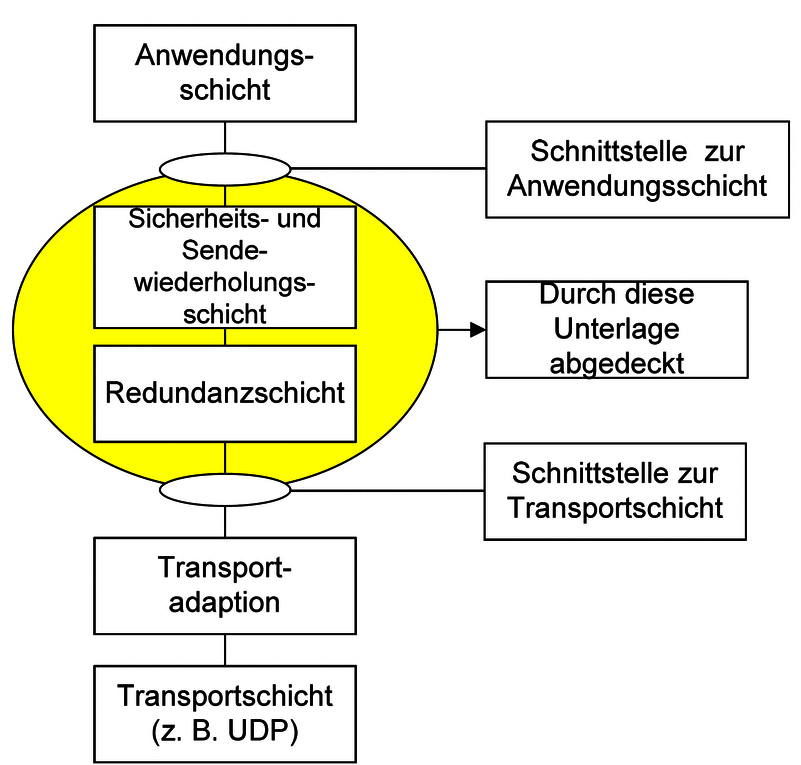 Anwendungs-
schicht
Schnittstelle zur
Anwendungsschicht
Sicherheits- und
Sende-
wiederholungs-
schicht
Durch diese
Unterlage
abgedeckt
Redundanzschicht
Schnittstelle zur
Transportschicht
Transport-
adaption
Transportschicht
(z. B. UDP)